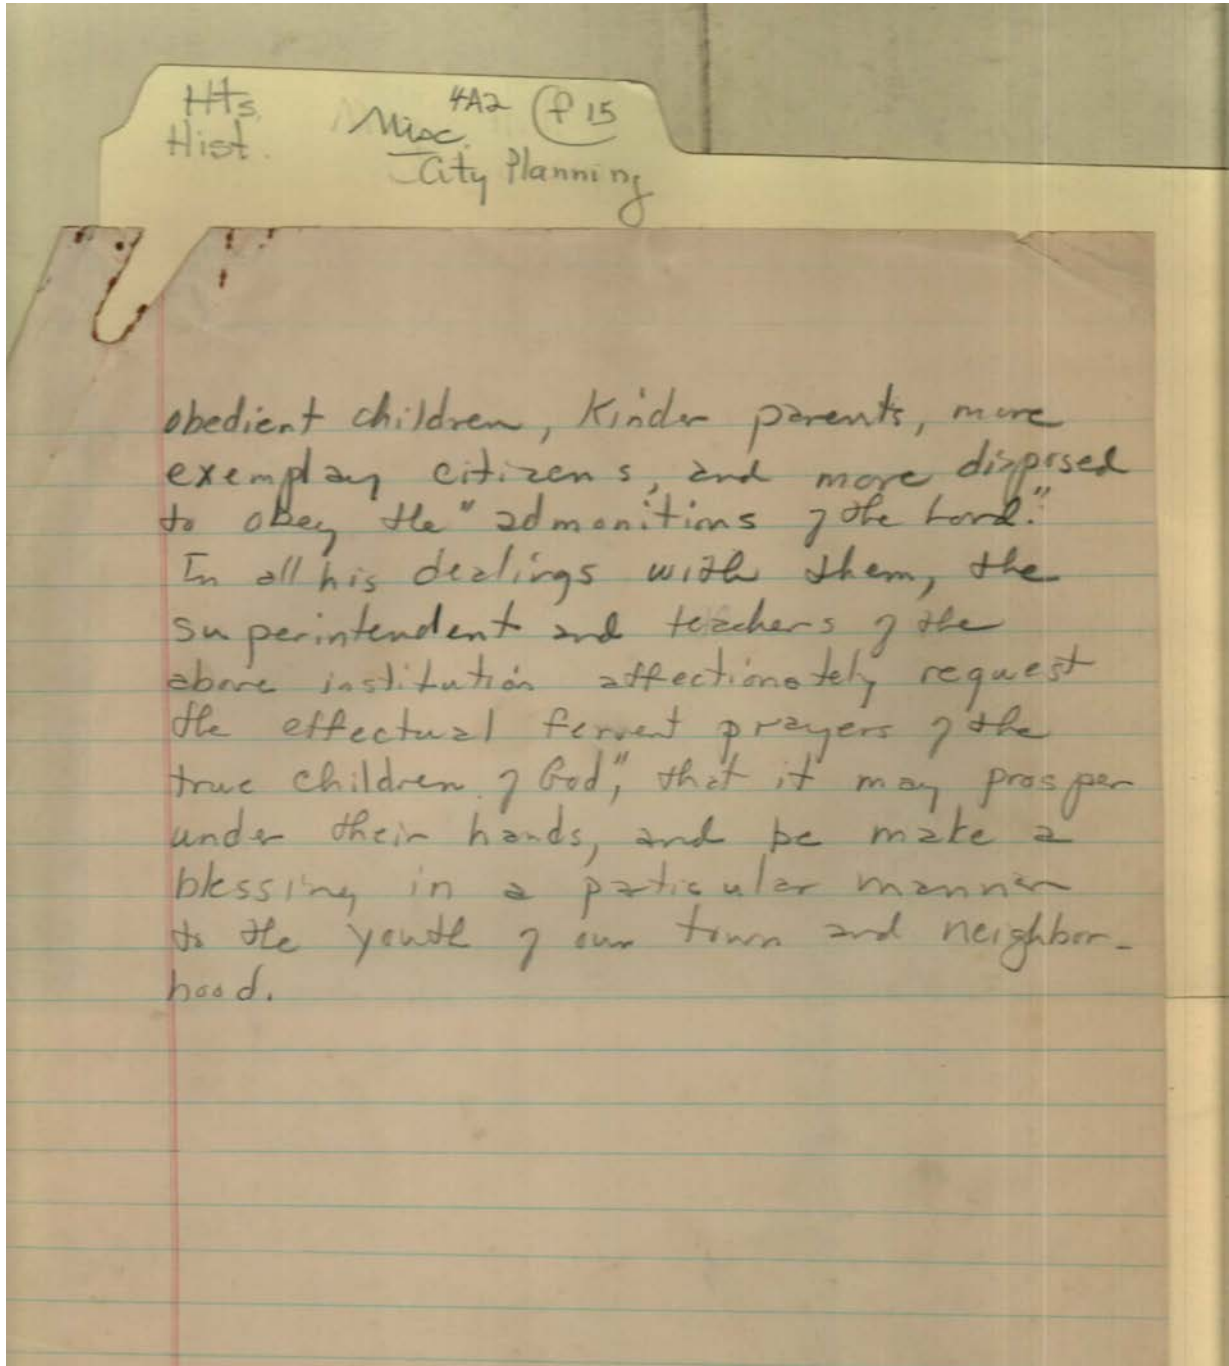 Hts. Hist.
4A2 f 15
Misc.
City Planning
obedient children, kinder parents, more
exemplay citizens, and more disposed
to obey the "admonitions of the Lord."
In all his dealings with them, the
superintendent and teachers of the
above institution affectionately request
the effectual fervent prayers of the
true children of God", that it may prosper
under their hands, and be make a
blessing in a paticular manner
to the youth of our town and neighbor-
hood.